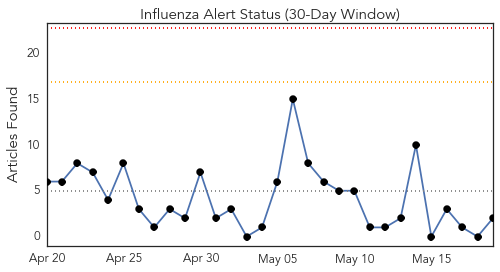 Influenza Alert Status (30-Day Window)
Articles Found
20
15
10
5
0
Apr 20 Apr 25 Apr 30 May 05 May 10 May 15